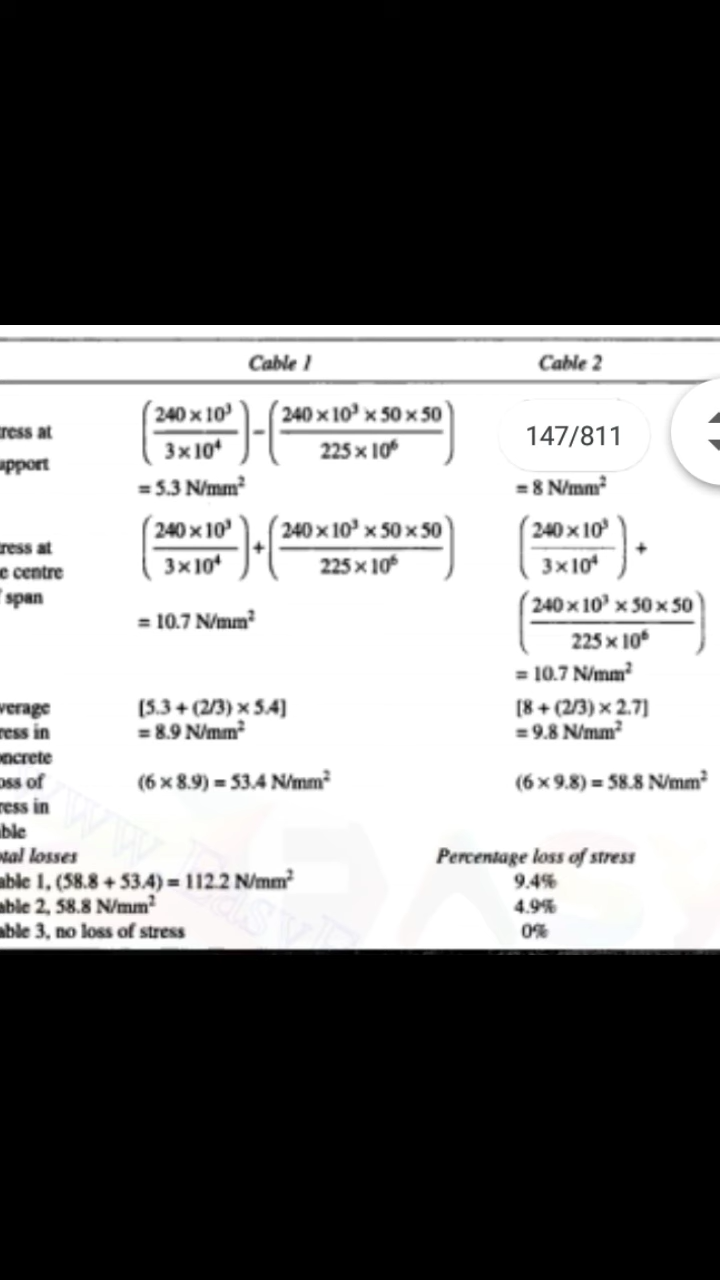 Cable 1 Cable 2
ress at
pport
(240 × 10³ / 3 × 10⁴) − (240 × 10³ × 50 × 50 / 225 × 10⁶)
147/811
= 5.3 N/mm² = 8 N/mm²
ress at
e centre
span
(240 × 10³ / 3 × 10⁴) + (240 × 10³ × 50 × 50 / 225 × 10⁶) (240 × 10³ / 3 × 10⁴) +
= 10.7 N/mm² (240 × 10³ × 50 × 50 / 225 × 10⁶)
= 10.7 N/mm²
verage [5.3 + (2/3) × 5.4] [8 + (2/3) × 2.7]
ress in = 8.9 N/mm² = 9.8 N/mm²
ncrete
oss of (6 × 8.9) = 53.4 N/mm² (6 × 9.8) = 58.8 N/mm²
ress in
ble
tal losses Percentage loss of stress
able 1, (58.8 + 53.4) = 112.2 N/mm² 9.4%
able 2, 58.8 N/mm² 4.9%
able 3, no loss of stress 0%